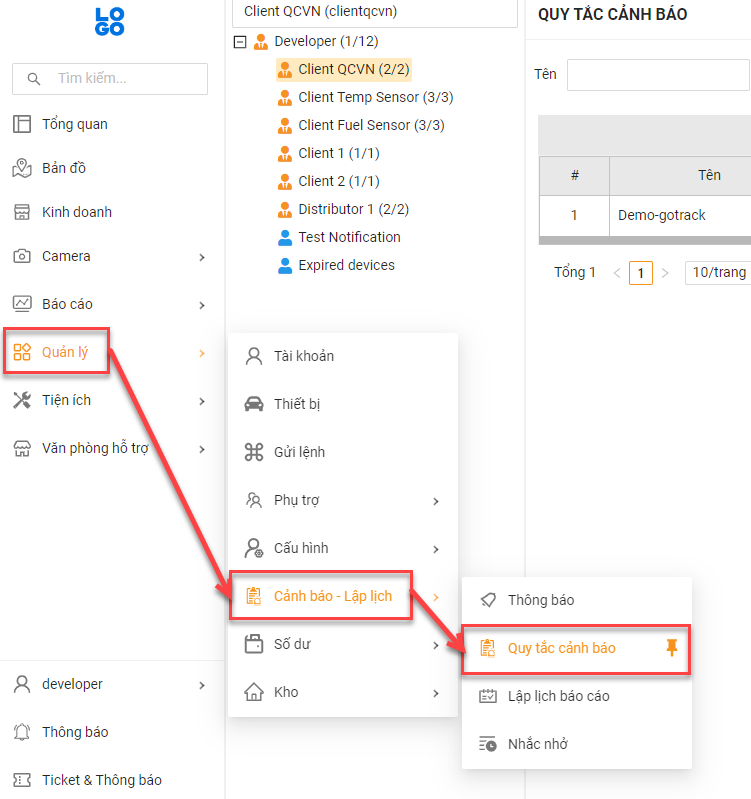 LO
GO
Tìm kiếm...
Tổng quan
Bản đồ
Kinh doanh
Camera
Báo cáo
Quản lý
Tiện ích
Văn phòng hỗ trợ
developer
Thông báo
Ticket & Thông báo
Client QCVN (clientqcvn)
Developer (1/12)
Client QCVN (2/2)
Client Temp Sensor (3/3)
Client Fuel Sensor (3/3)
Client 1 (1/1)
Client 2 (1/1)
Distributor 1 (2/2)
Test Notification
Expired devices
Tài khoản
Thiết bị
Gửi lệnh
Phụ trợ
Cấu hình
Cảnh báo - Lập lịch
Số dư
Kho
Thông báo
Quy tắc cảnh báo
Lập lịch báo cáo
Nhắc nhở
QUY TẮC CẢNH BÁO
Tên
# Tên
1 Demo-gotrack
Tổng 1 < 1 > 10/trang